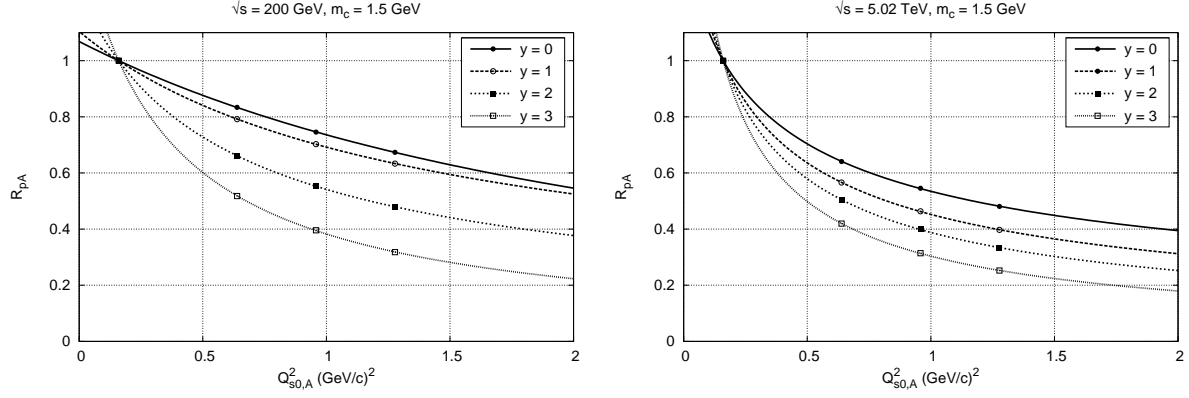 √s = 200 GeV, m_c = 1.5 GeV
R_pA
1
0.8
0.6
0.4
0.2
0
0
0.5
1
1.5
2
Q²_s0,A (GeV/c)²
y = 0
y = 1
y = 2
y = 3
√s = 5.02 TeV, m_c = 1.5 GeV
R_pA
1
0.8
0.6
0.4
0.2
0
0
0.5
1
1.5
2
Q²_s0,A (GeV/c)²
y = 0
y = 1
y = 2
y = 3